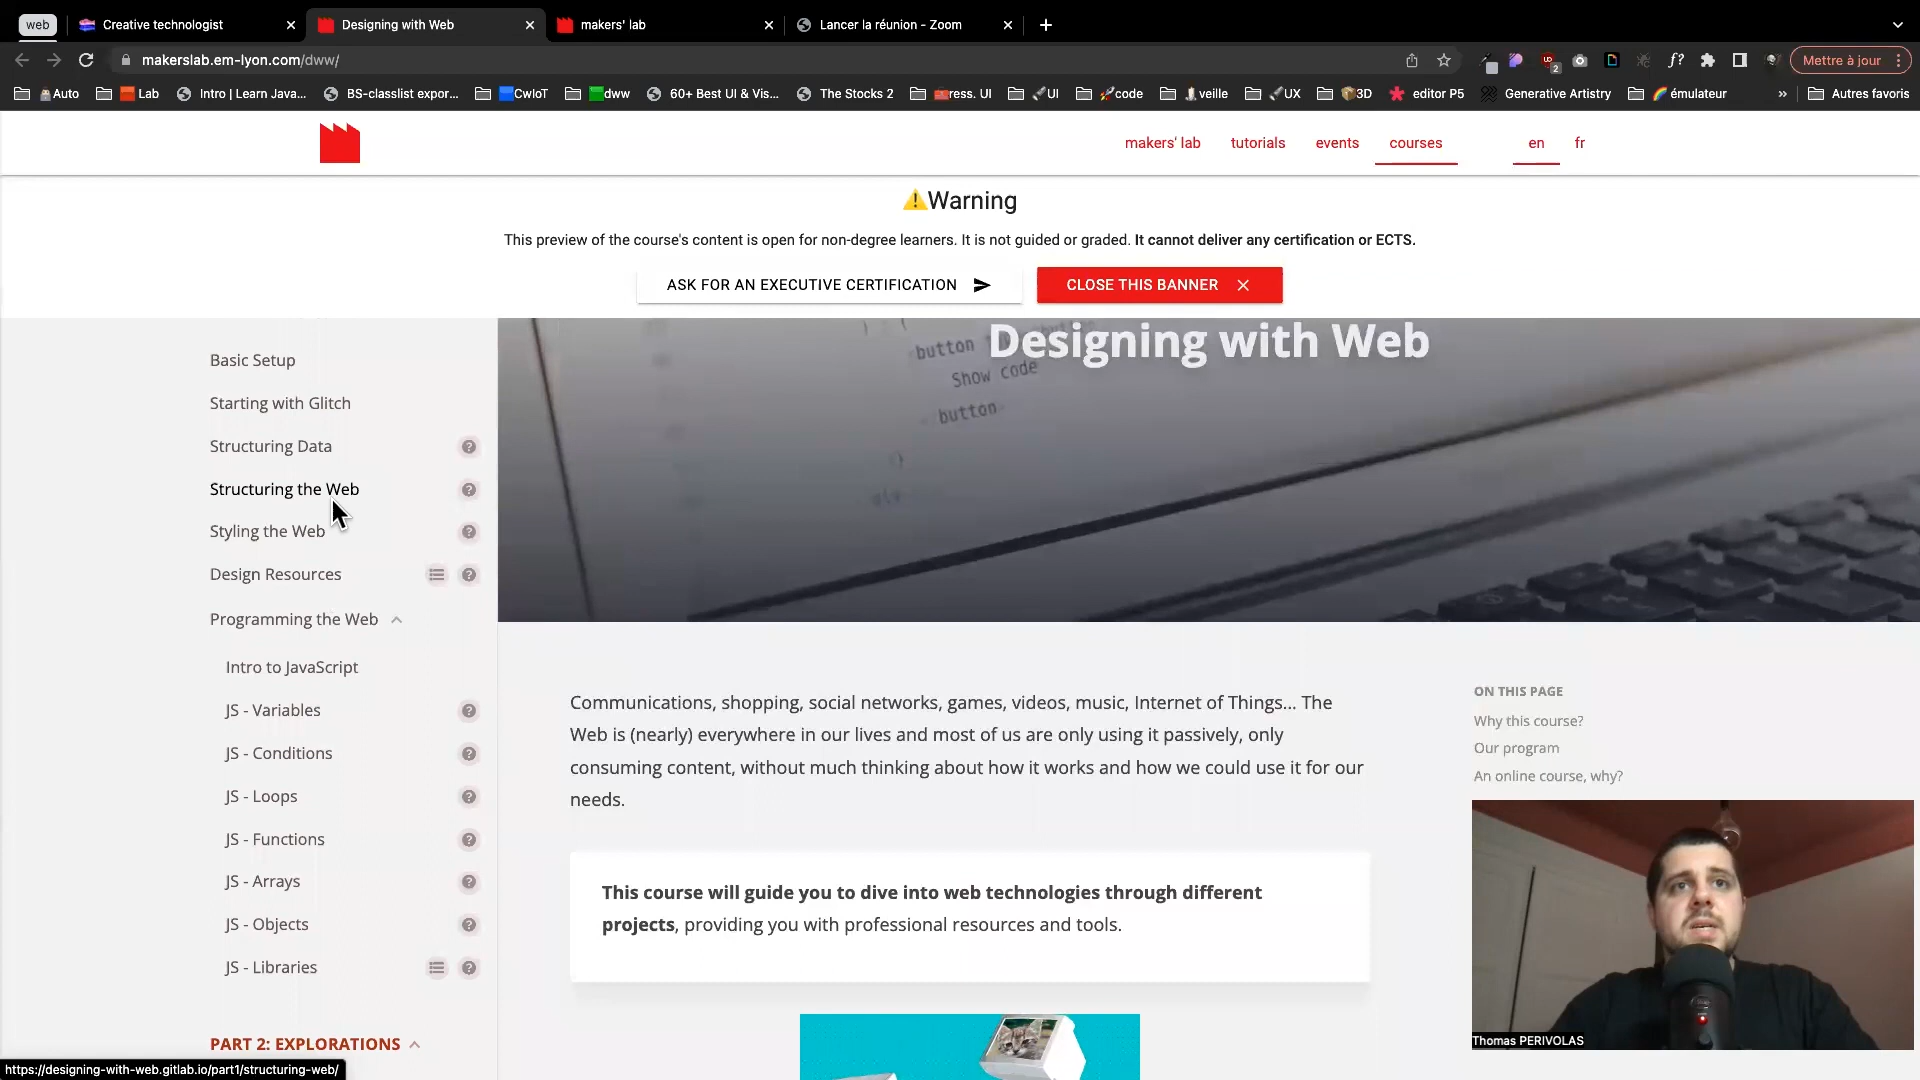 web
Creative technologist
Designing with Web
makers' lab
Lancer la réunion - Zoom
makerslab.em-lyon.com/dww/
Mettre à jour
Auto
Lab
Intro | Learn Java...
BS-classlist expor...
CwIoT
dww
60+ Best UI & Vis...
The Stocks 2
ress. UI
UI
code
veille
UX
3D
editor P5
Generative Artistry
émulateur
»
Autres favoris
makers' lab
tutorials
events
courses
en
fr
⚠️Warning
This preview of the course's content is open for non-degree learners. It is not guided or graded. It cannot deliver any certification or ECTS.
ASK FOR AN EXECUTIVE CERTIFICATION
CLOSE THIS BANNER
Basic Setup
Starting with Glitch
Structuring Data
Structuring the Web
Styling the Web
Design Resources
Programming the Web
Intro to JavaScript
JS - Variables
JS - Conditions
JS - Loops
JS - Functions
JS - Arrays
JS - Objects
JS - Libraries
PART 2: EXPLORATIONS
https://designing-with-web.gitlab.io/part1/structuring-web/
button
Show code
button
Designing with Web
Communications, shopping, social networks, games, videos, music, Internet of Things... The
Web is (nearly) everywhere in our lives and most of us are only using it passively, only
consuming content, without much thinking about how it works and how we could use it for our
needs.
This course will guide you to dive into web technologies through different
projects, providing you with professional resources and tools.
ON THIS PAGE
Why this course?
Our program
An online course, why?
Thomas PERIVOLAS